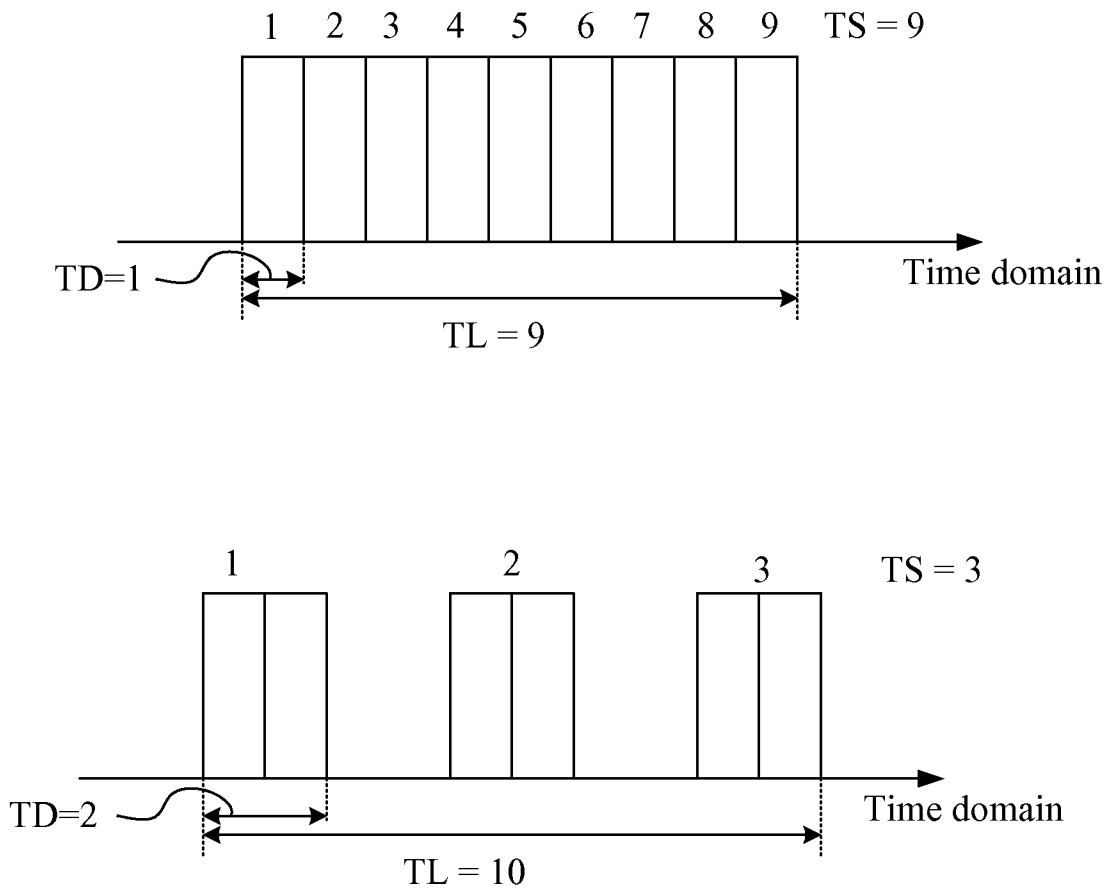 1 2 3 4 5 6 7 8 9 TS = 9
TD=1
Time domain
TL = 9
1 2 3 TS = 3
TD=2
Time domain
TL = 10